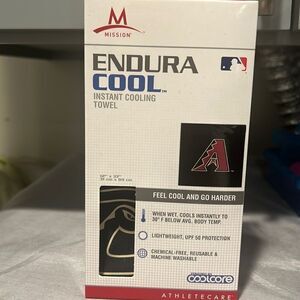 MISSION
ENDURA
COOL™
INSTANT COOLING
TOWEL
A
FEEL COOL AND GO HARDER
WHEN WET, COOLS INSTANTLY TO
30° F BELOW AVG. BODY TEMP.
LIGHTWEIGHT, UPF 50 PROTECTION
CHEMICAL-FREE, REUSABLE &
MACHINE WASHABLE
coolcore
ATHLETECARE